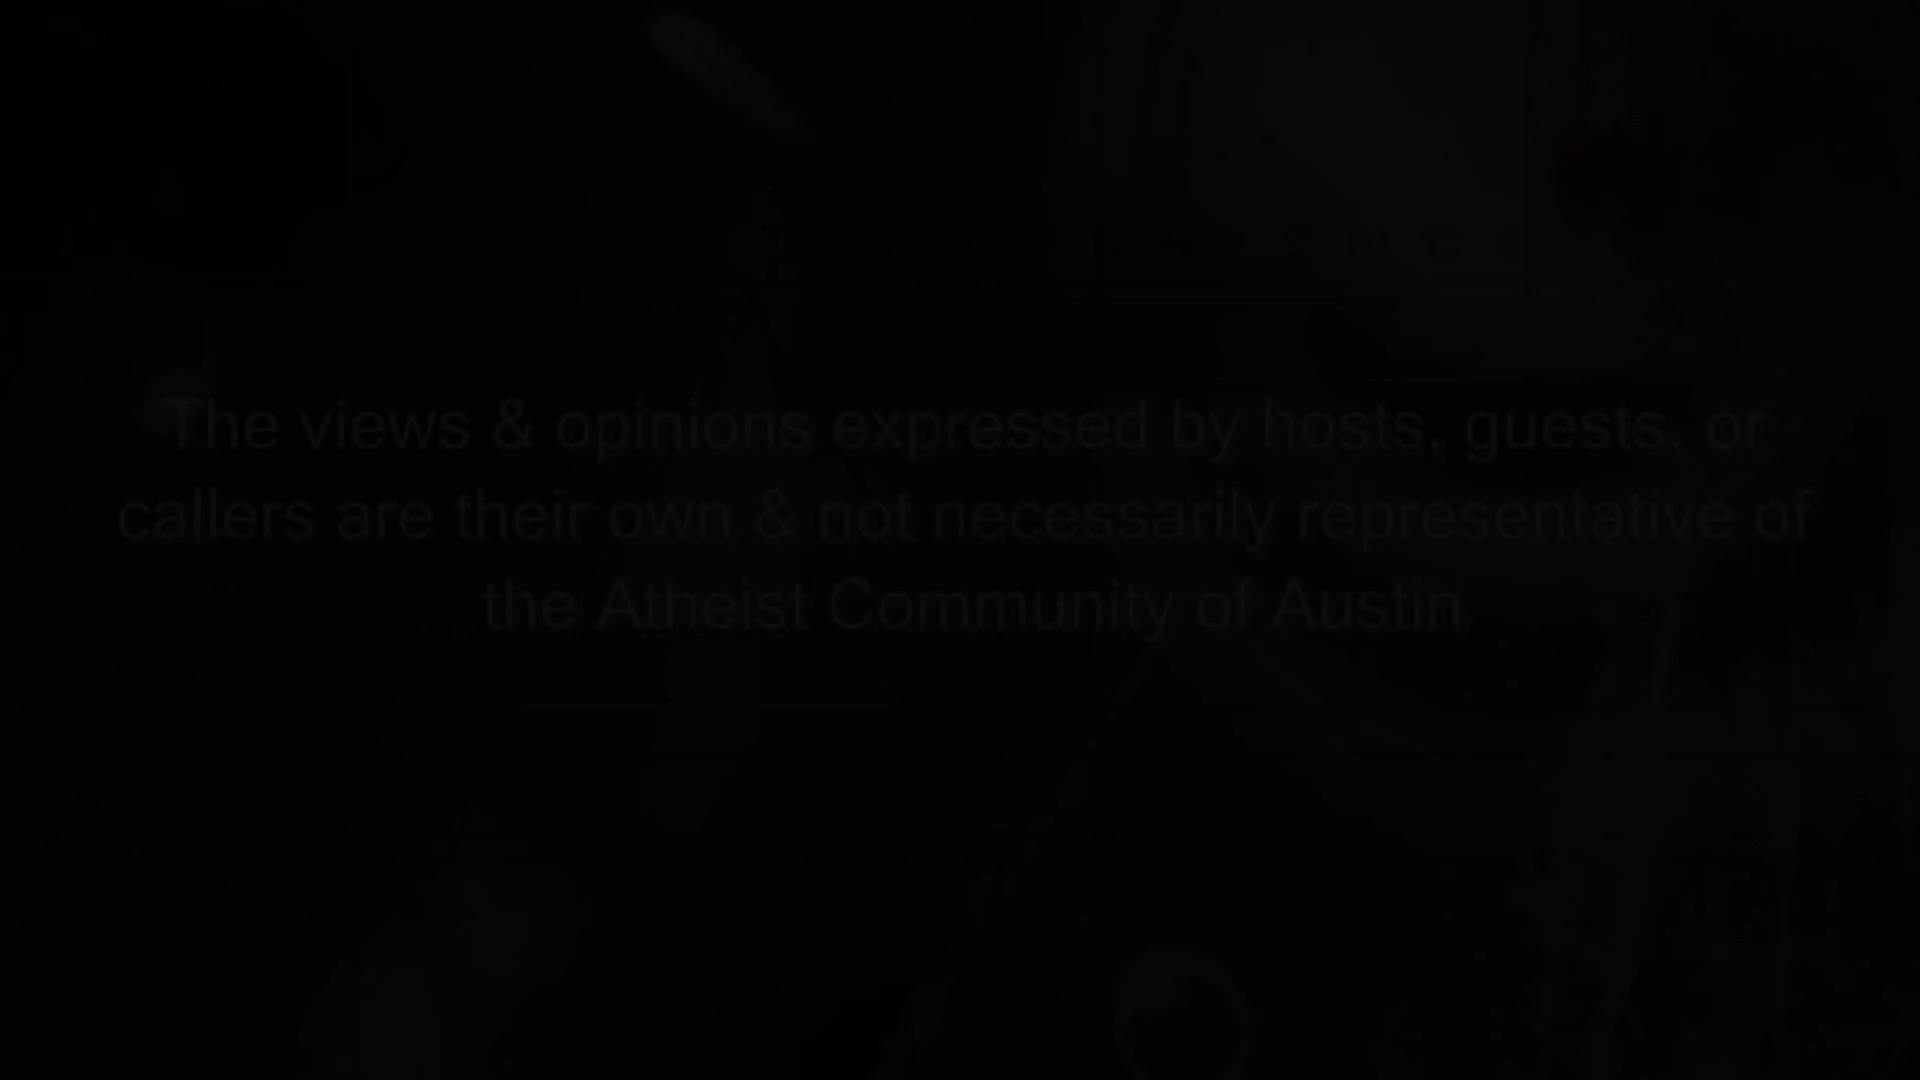 The views & opinions expressed by hosts, guests, or
callers are their own & not necessarily representative of
the Atheist Community of Austin